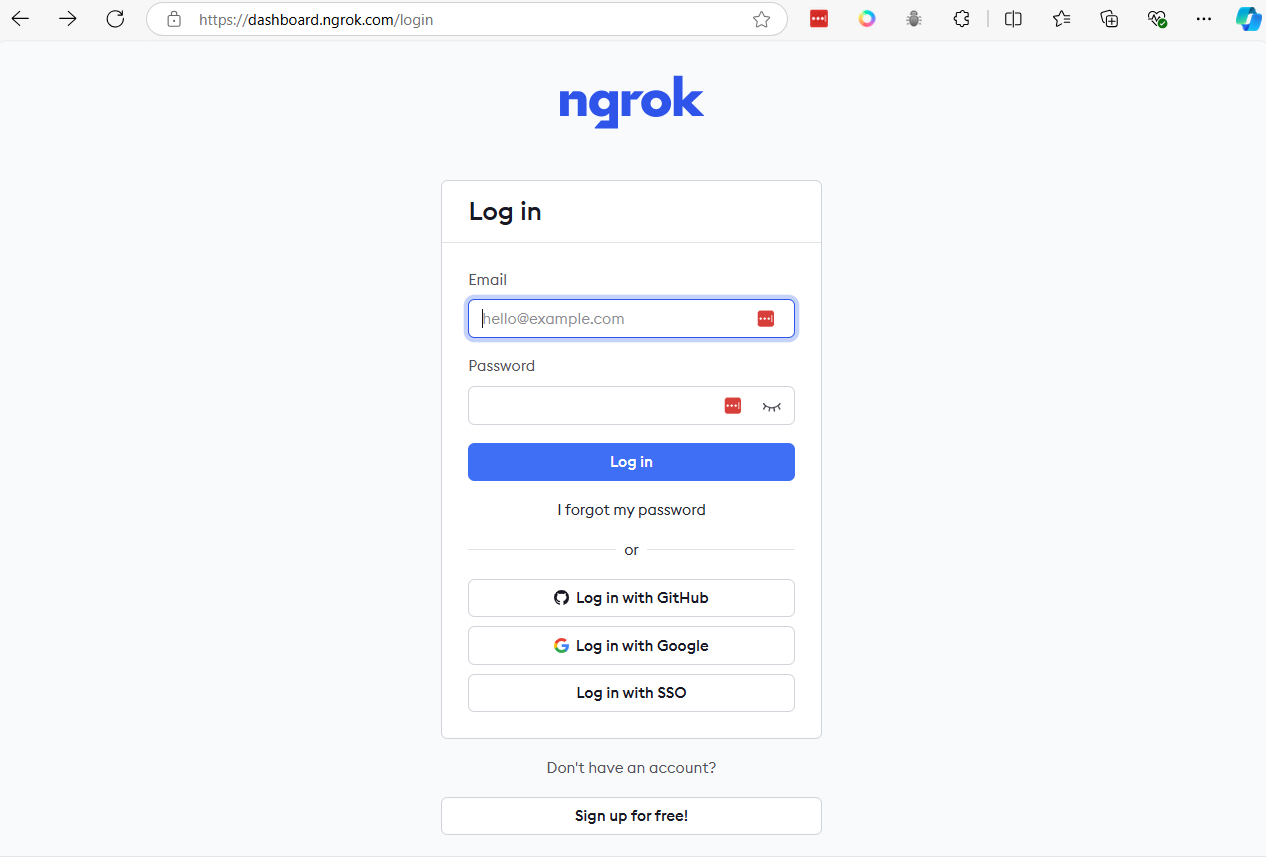 https://dashboard.ngrok.com/login
ngrok
Log in
Email
hello@example.com
Password
Log in
I forgot my password
or
Log in with GitHub
Log in with Google
Log in with SSO
Don't have an account?
Sign up for free!